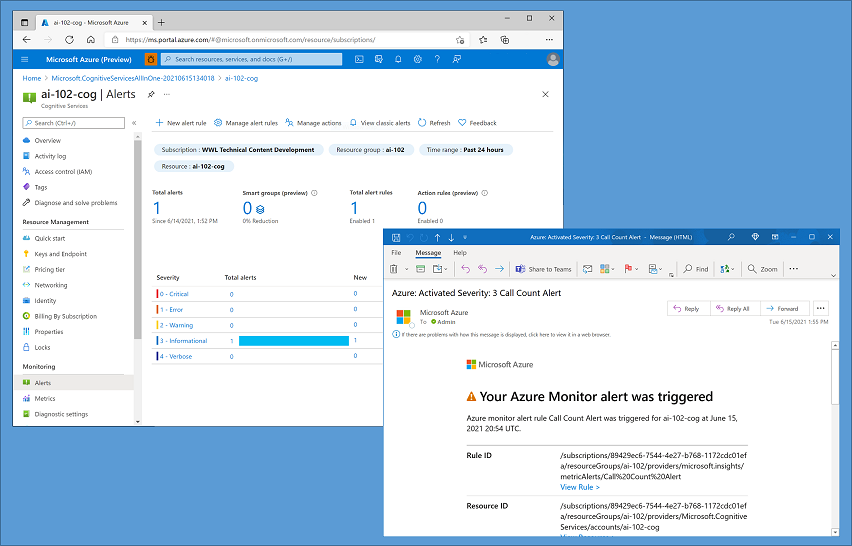 ai-102-cog - Microsoft Azure
https://ms.portal.azure.com/#@microsoft.onmicrosoft.com/resource/subscriptions/
Microsoft Azure (Preview)
Search resources, services, and docs (G+/)
Home > Microsoft.CognitiveServicesAllInOne-20210615134018 > ai-102-cog
ai-102-cog | Alerts
Cognitive Services
Search (Ctrl+/)
Overview
Activity log
Access control (IAM)
Tags
Diagnose and solve problems
Resource Management
Quick start
Keys and Endpoint
Pricing tier
Networking
Identity
Billing By Subscription
Properties
Locks
Monitoring
Alerts
Metrics
Diagnostic settings
New alert rule
Manage alert rules
Manage actions
View classic alerts
Refresh
Feedback
Subscription : WWL Technical Content Development
Resource group : ai-102
Time range : Past 24 hours
Resource : ai-102-cog
Total alerts
1
Since 6/14/2021, 1:52 PM
Smart groups (preview)
0
0% Reduction
Total alert rules
1
Enabled 1
Action rules (preview)
0
Enabled 0
Severity Total alerts New
0 - Critical 0 0
1 - Error 0 0
2 - Warning 0 0
3 - Informational 1 1
4 - Verbose 0 0
Azure: Activated Severity: 3 Call Count Alert - Message (HTML)
File Message Help
Share to Teams
Find
Zoom
Azure: Activated Severity: 3 Call Count Alert
Microsoft Azure
To Admin
Reply
Reply All
Forward
Tue 6/15/2021 1:55 PM
If there are problems with how this message is displayed, click here to view it in a web browser.
Microsoft Azure
Your Azure Monitor alert was triggered
Azure monitor alert rule Call Count Alert was triggered for ai-102-cog at June 15,
2021 20:54 UTC.
Rule ID
/subscriptions/89429ec6-7544-4e27-b768-1172cdc01ef
a/resourceGroups/ai-102/providers/microsoft.insights/
metricAlerts/Call%20Count%20Alert
View Rule >
Resource ID
/subscriptions/89429ec6-7544-4e27-b768-1172cdc01ef
a/resourceGroups/ai-102/providers/Microsoft.Cognitive
Services/accounts/ai-102-cog
View Resource >